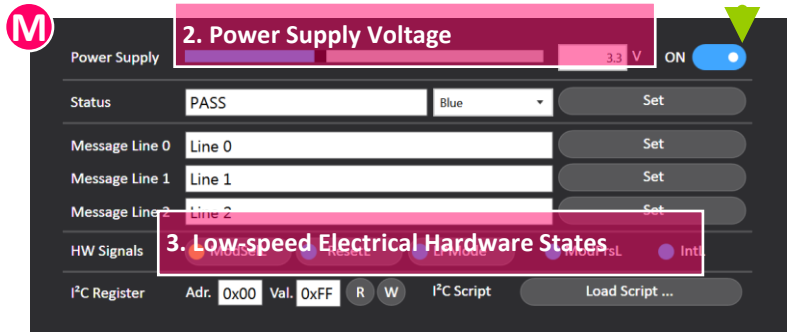 M
2. Power Supply Voltage
Power Supply 3.3 V ON
Status PASS Blue Set
Message Line 0 Line 0 Set
Message Line 1 Line 1 Set
Message Line 2 Line 2 Set
3. Low-speed Electrical Hardware States
HW Signals ModSelL ResetL LPMode ModPrsL IntL
I²C Register Adr. 0x00 Val. 0xFF R W I²C Script Load Script ...